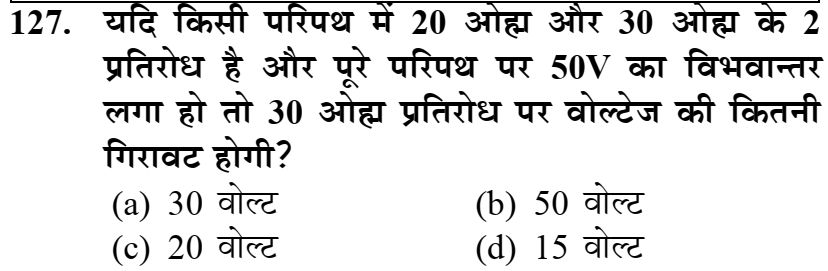 127. यदि किसी परिपथ में 20 ओह्म और 30 ओह्म के 2
प्रतिरोध है और पूरे परिपथ पर 50V का विभवान्तर
लगा हो तो 30 ओह्म प्रतिरोध पर वोल्टेज की कितनी
गिरावट होगी?
(a) 30 वोल्ट (b) 50 वोल्ट
(c) 20 वोल्ट (d) 15 वोल्ट